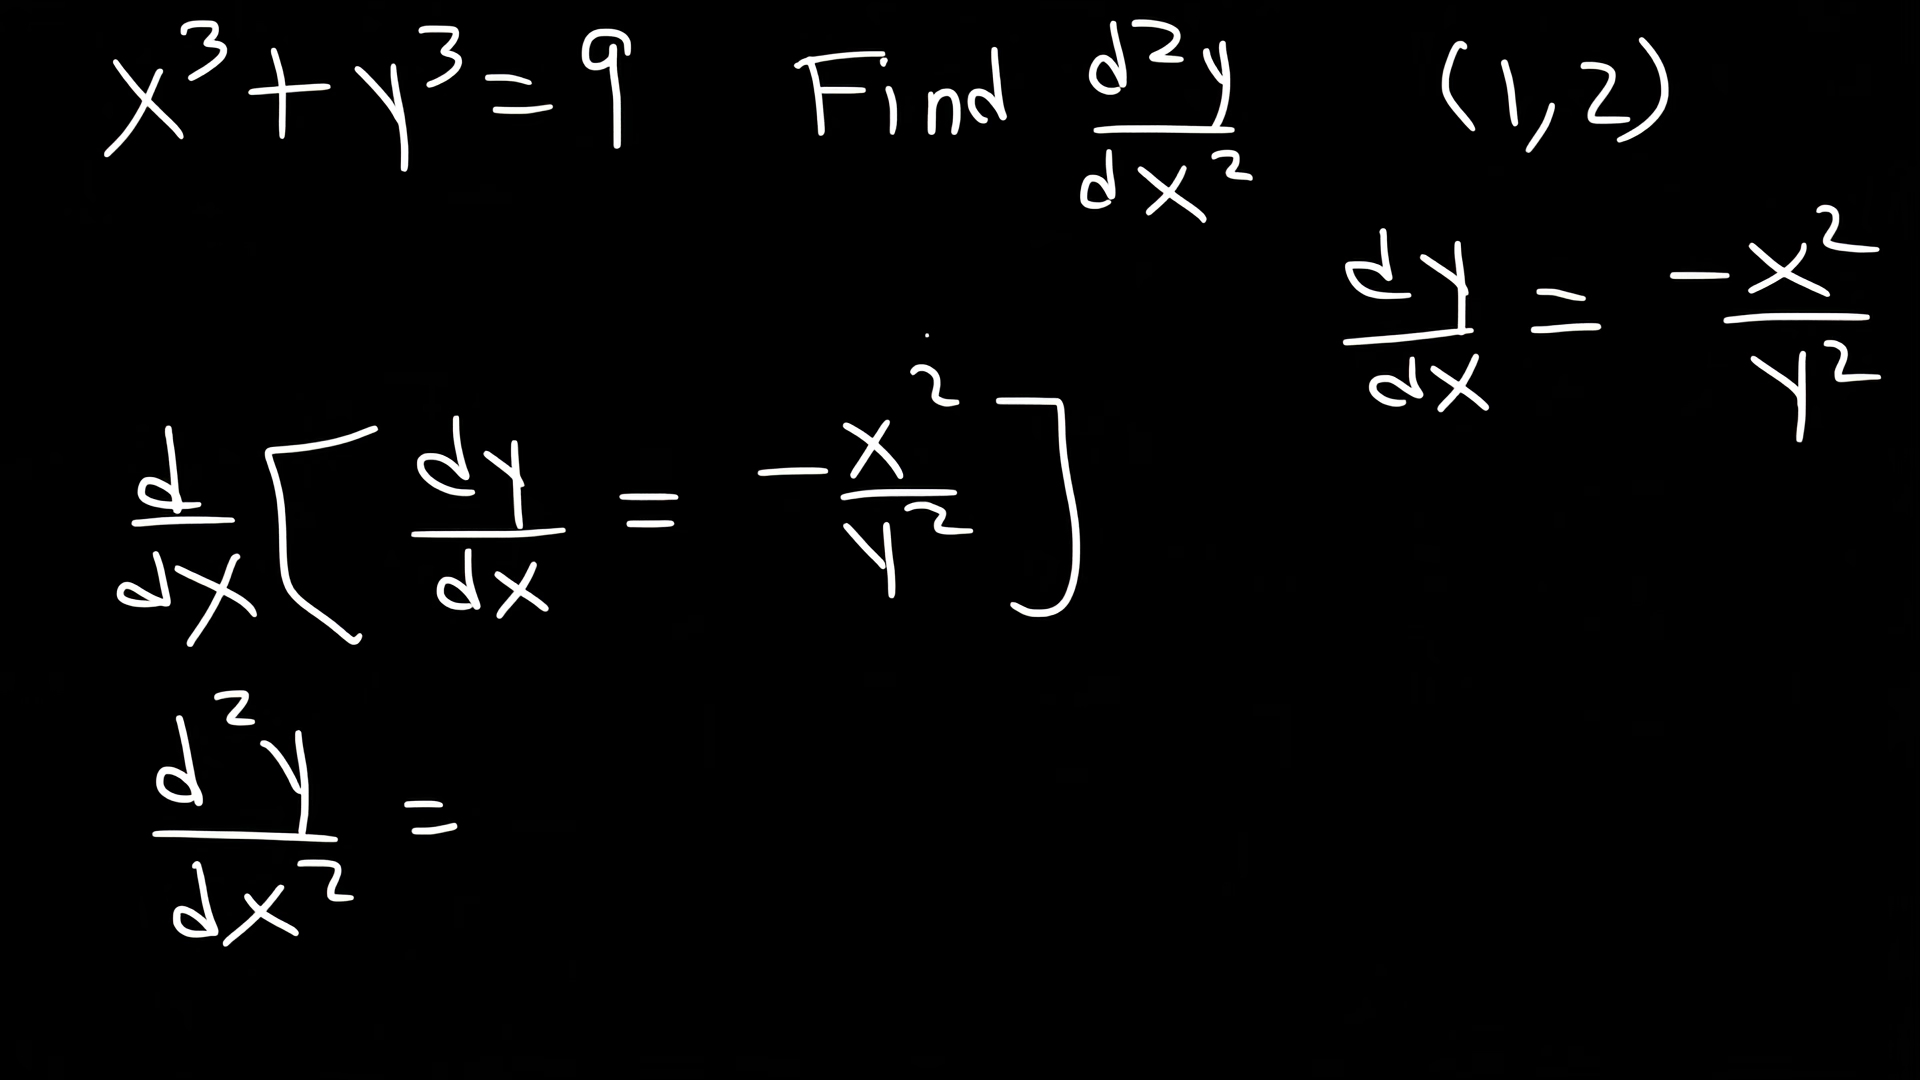 x³ + y³ = 9 Find d²y/dx² (1, 2)
dy/dx = -x²/y²
d/dx [ dy/dx = -x²/y² ]
d²y/dx² =